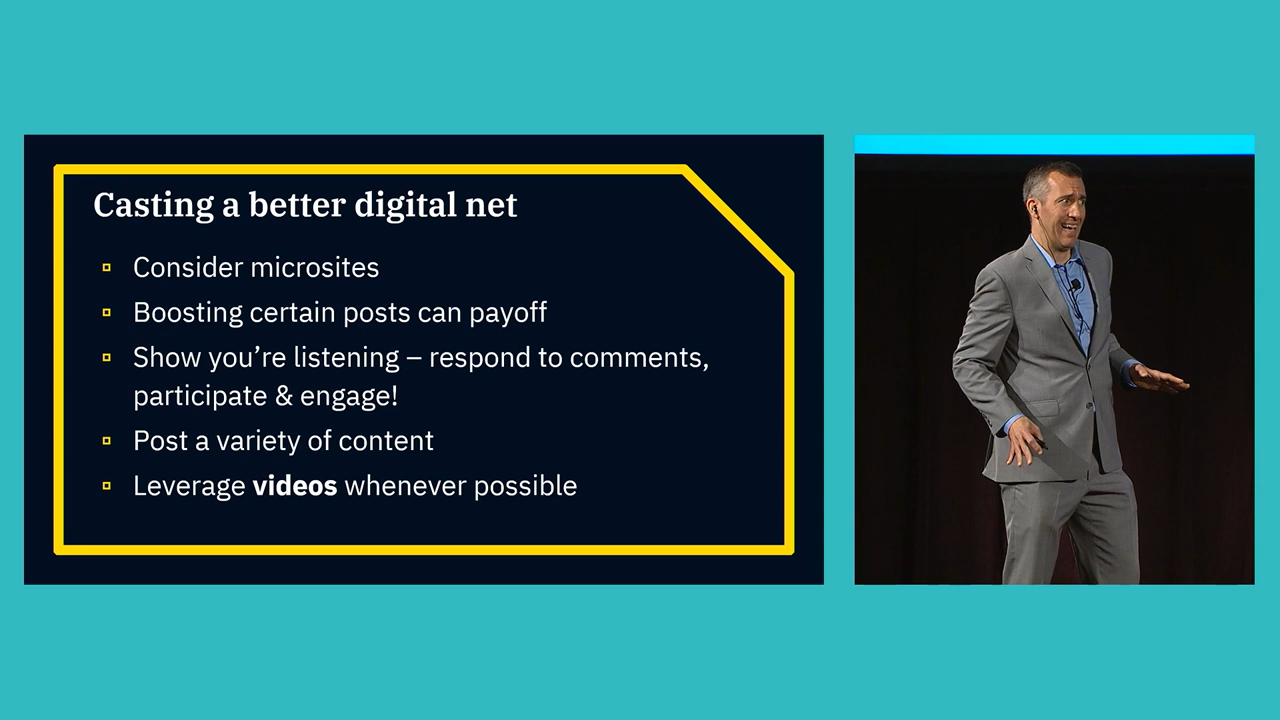 Casting a better digital net
Consider microsites
Boosting certain posts can payoff
Show you’re listening – respond to comments,
participate & engage!
Post a variety of content
Leverage videos whenever possible